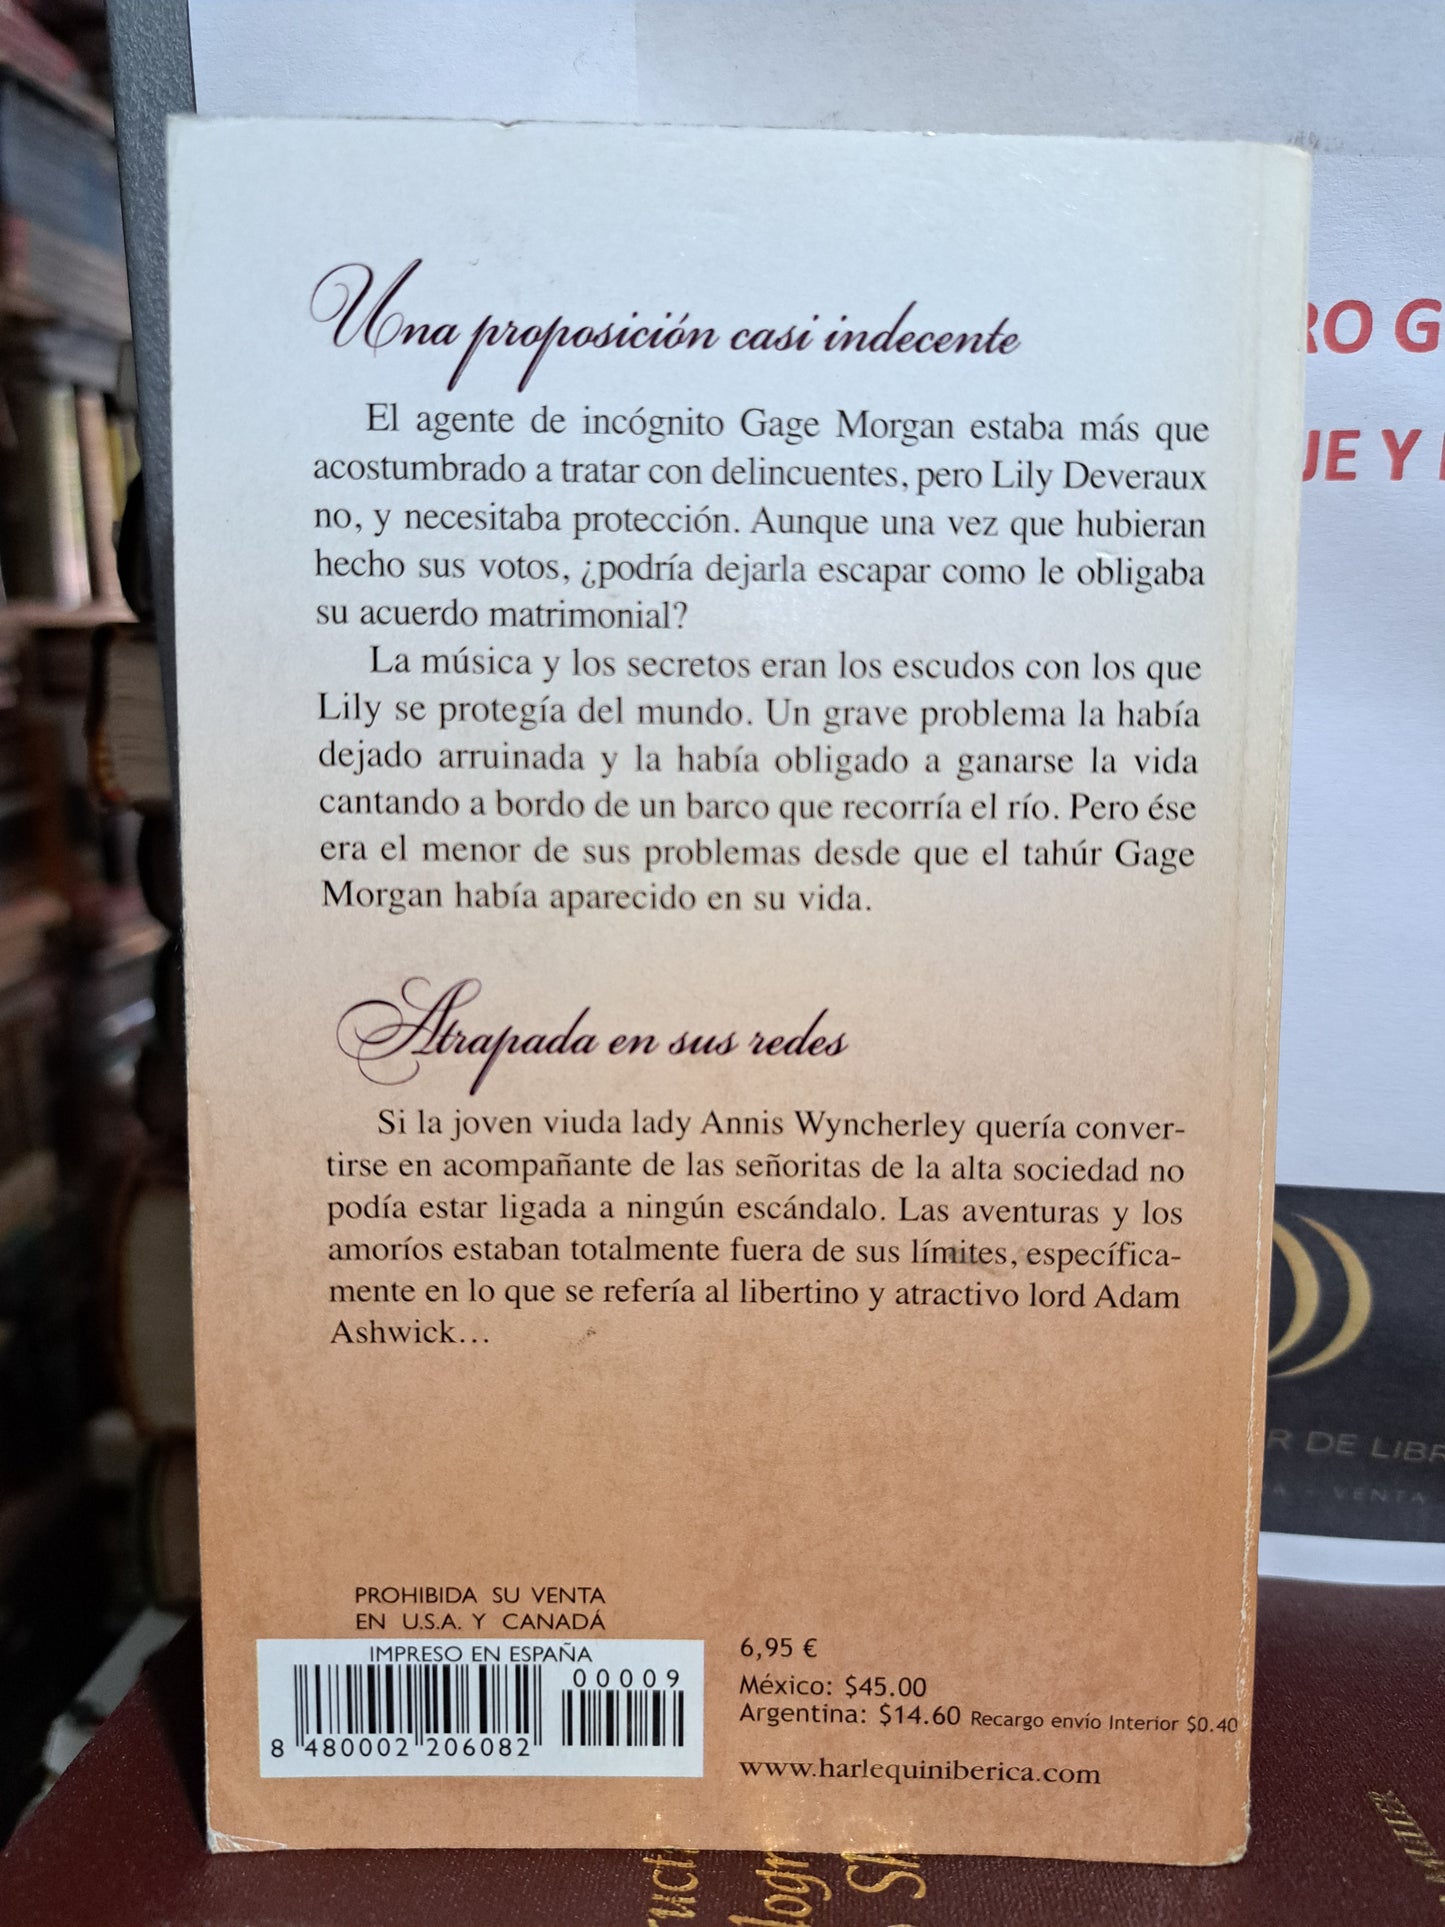 Una proposición casi indecente
El agente de incógnito Gage Morgan estaba más que
acostumbrado a tratar con delincuentes, pero Lily Deveraux
no, y necesitaba protección. Aunque una vez que hubieran
hecho sus votos, ¿podría dejarla escapar como le obligaba
su acuerdo matrimonial?
La música y los secretos eran los escudos con los que
Lily se protegía del mundo. Un grave problema la había
dejado arruinada y la había obligado a ganarse la vida
cantando a bordo de un barco que recorría el río. Pero ése
era el menor de sus problemas desde que el tahúr Gage
Morgan había aparecido en su vida.
Atrapada en sus redes
Si la joven viuda lady Annis Wyncherley quería conver-
tirse en acompañante de las señoritas de la alta sociedad no
podía estar ligada a ningún escándalo. Las aventuras y los
amoríos estaban totalmente fuera de sus límites, específica-
mente en lo que se refería al libertino y atractivo lord Adam
Ashwick...
PROHIBIDA SU VENTA
EN U.S.A. Y CANADÁ
IMPRESO EN ESPAÑA
00009
8 480002 206082
6,95 €
México: $45.00
Argentina: $14.60 Recargo envío Interior $0.40
www.harlequiniberica.com
RO G
UE Y
R DE LIBR
A - VENTA